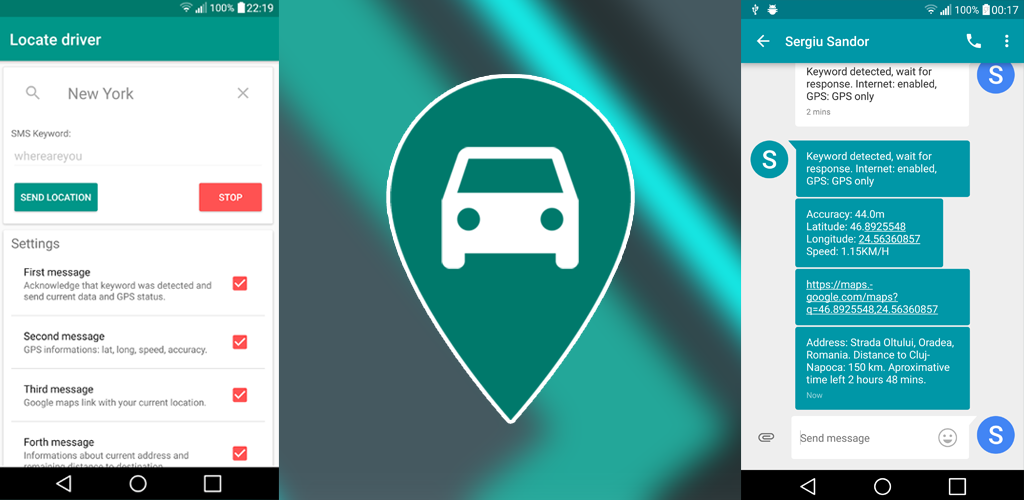 100% 22:19
Locate driver
New York
SMS Keyword:
whereareyou
SEND LOCATION
STOP
Settings
First message
Acknowledge that keyword was detected and
send current data and GPS status.
Second message
GPS informations: lat, long, speed, accuracy.
Third message
Google maps link with your current location.
Forth message
Informations about current address and
remaining distance to destination.
100% 00:17
Sergiu Sandor
S
Keyword detected, wait for
response. Internet: enabled,
GPS: GPS only
2 mins
S
Keyword detected, wait for
response. Internet: enabled,
GPS: GPS only
Accuracy: 44.0m
Latitude: 46.8925548
Longitude: 24.56360857
Speed: 1.15KM/H
https://maps.-
google.com/maps?
q=46.8925548,24.56360857
Address: Strada Oltului, Oradea,
Romania. Distance to Cluj-
Napoca: 150 km. Aproximative
time left 2 hours 48 mins.
Now
Send message
S